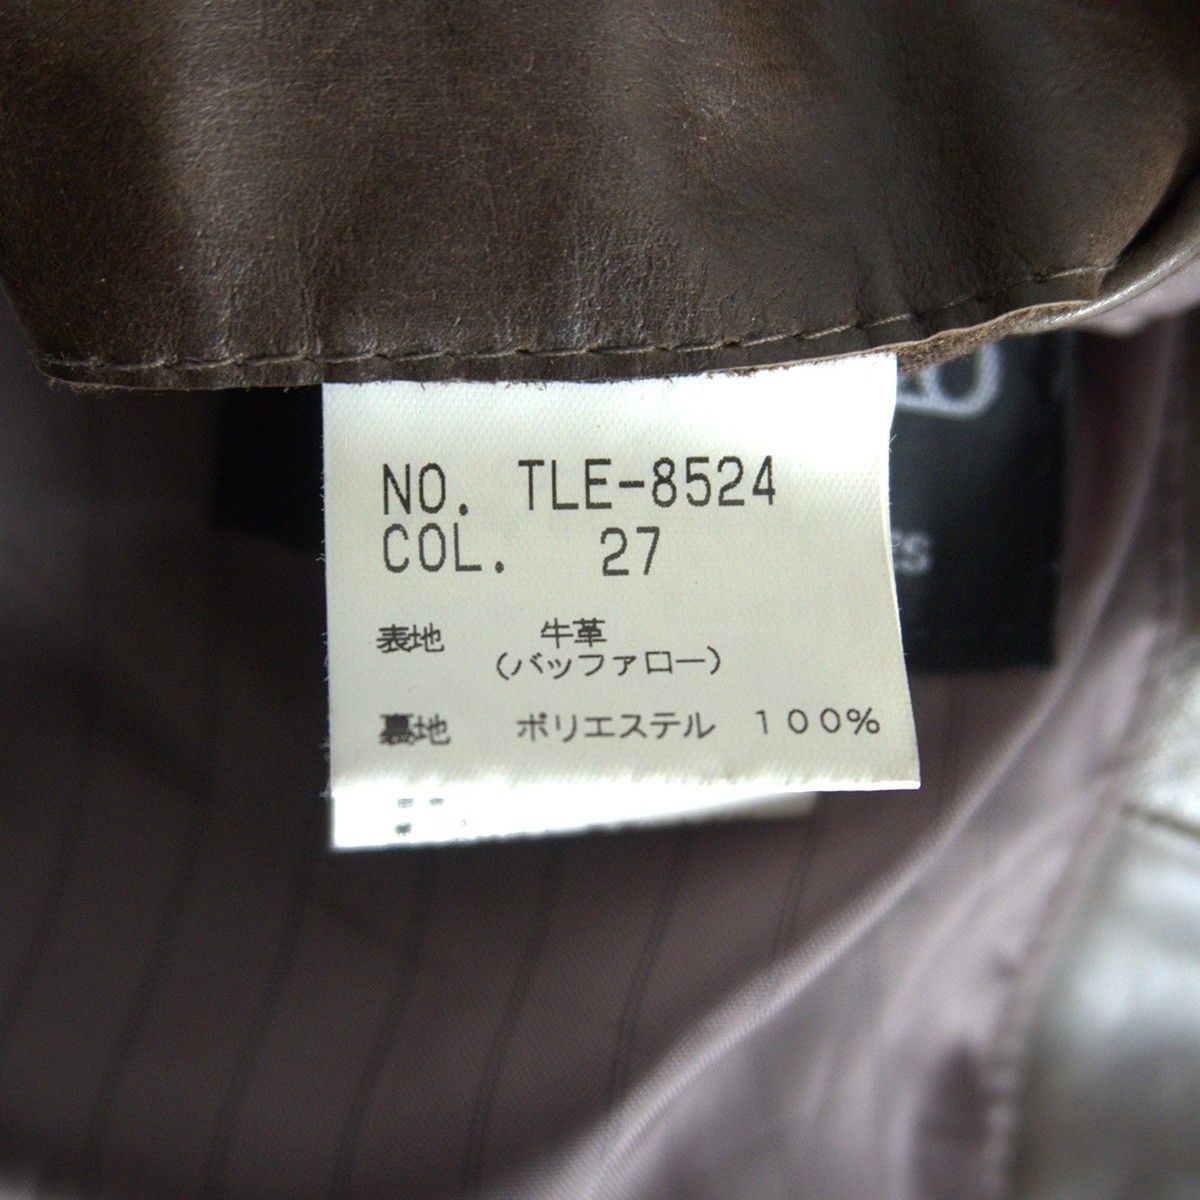 NO. TLE-8524
COL. 27
表地 牛革
(バッファロー)
裏地 ポリエステル 100%